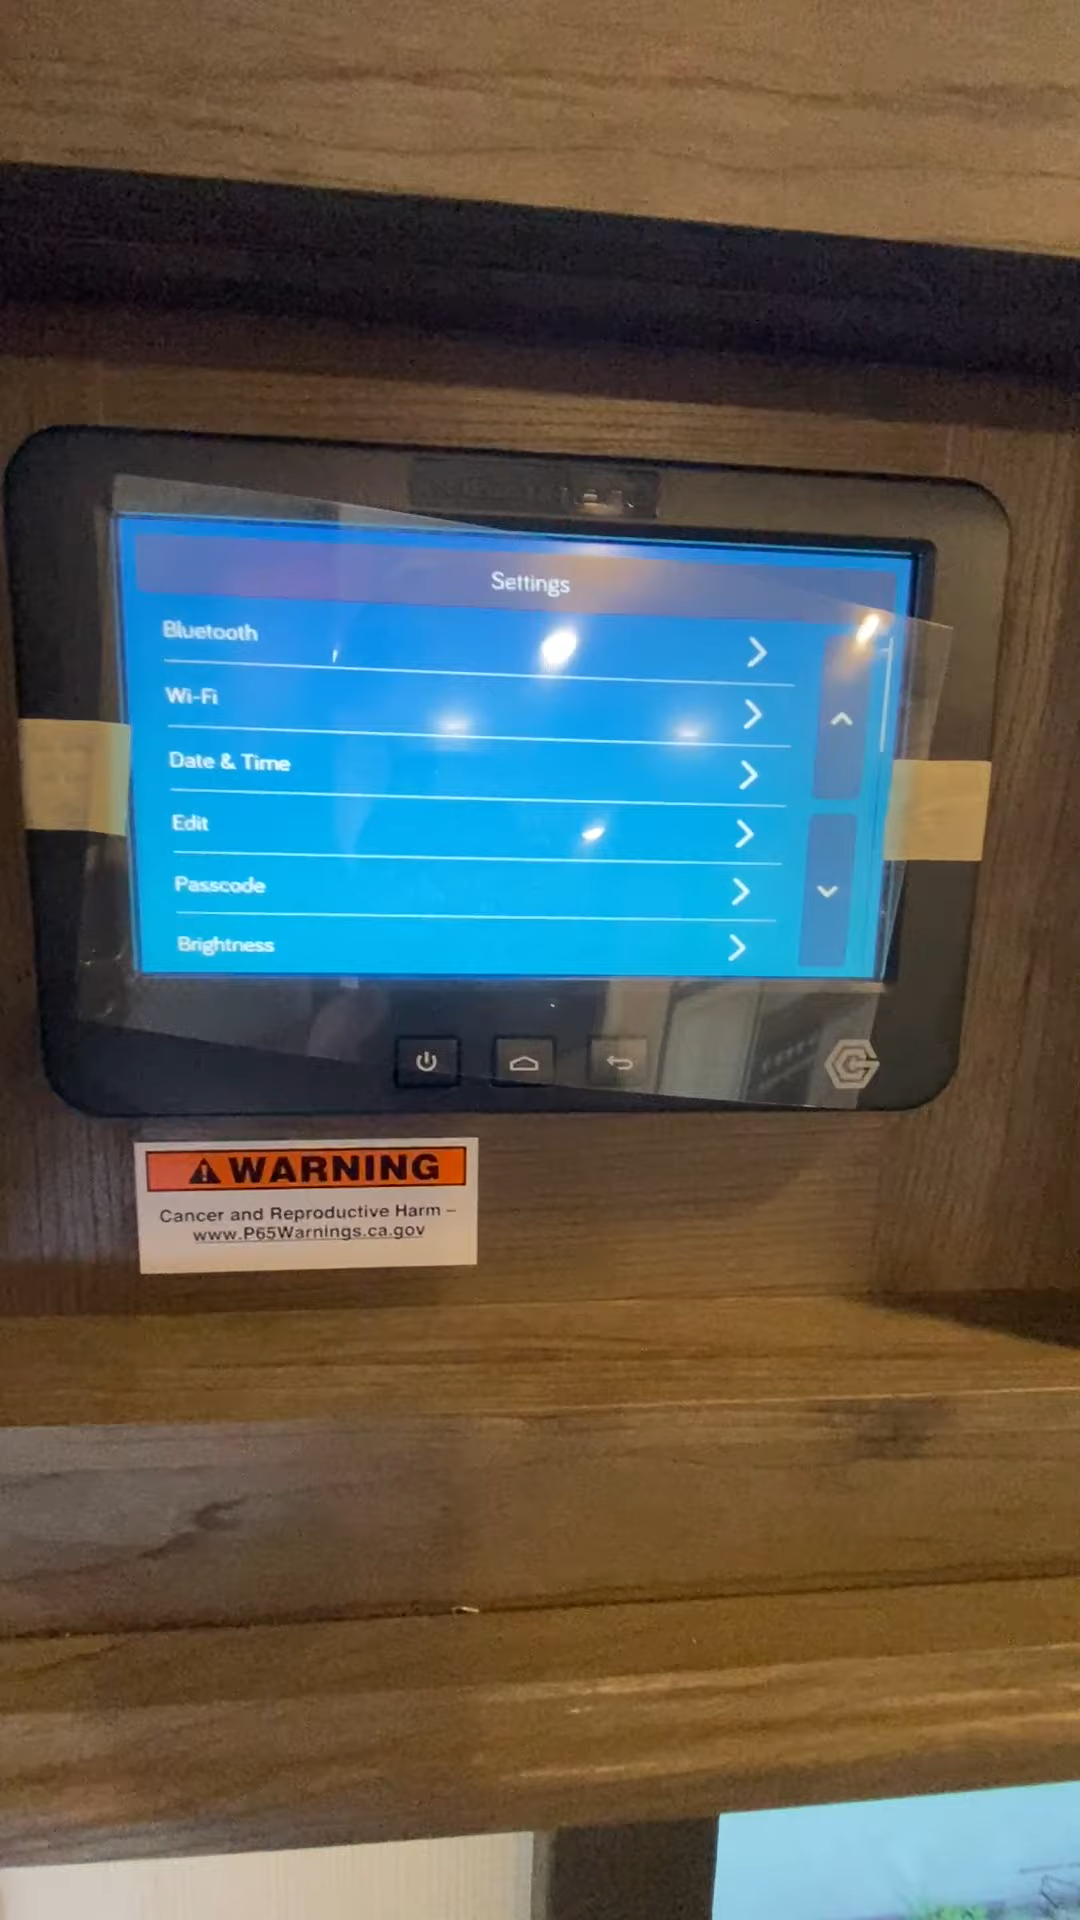 Settings
Bluetooth
Wi-Fi
Date & Time
Edit
Passcode
Brightness
WARNING
Cancer and Reproductive Harm –
www.P65Warnings.ca.gov